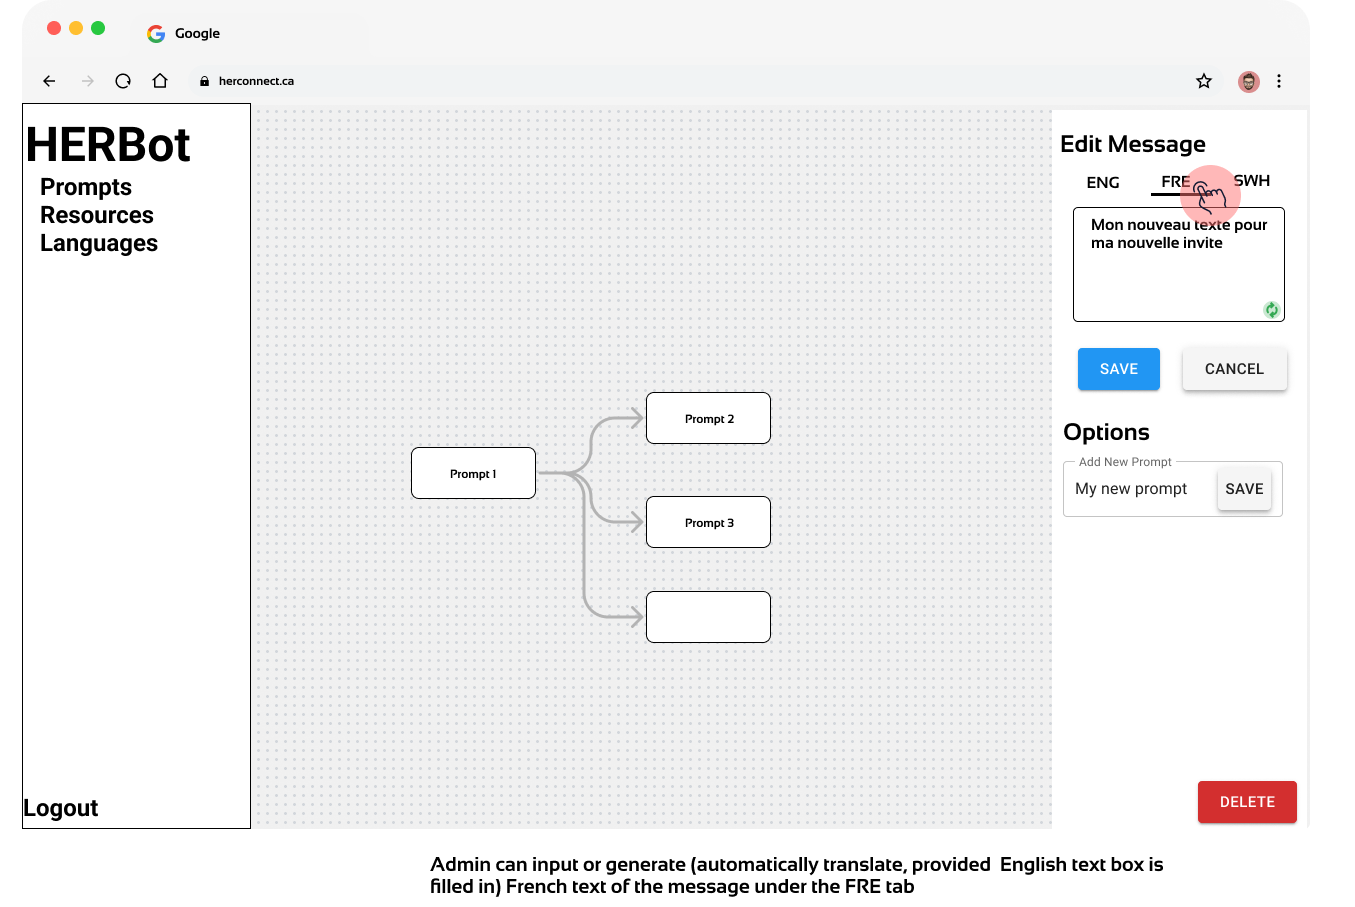 Google
herconnect.ca
HERBot
Prompts
Resources
Languages
Logout
Prompt 1
Prompt 2
Prompt 3
Edit Message
ENG
FRE
SWH
Mon nouveau texte pour
ma nouvelle invite
SAVE
CANCEL
Options
Add New Prompt
My new prompt
SAVE
DELETE
Admin can input or generate (automatically translate, provided  English text box is
filled in) French text of the message under the FRE tab